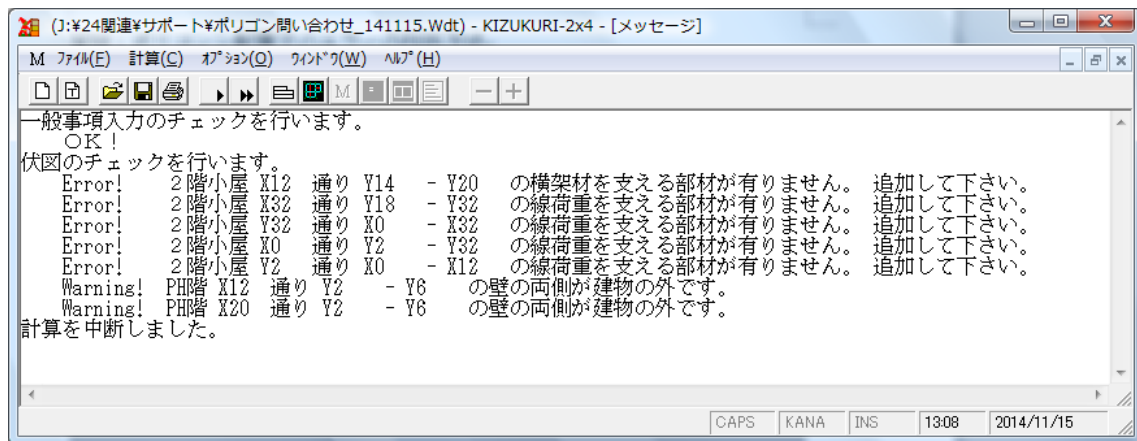 (J:¥24関連¥サポート¥ポリゴン問い合わせ_141115.Wdt) - KIZUKURI-2x4 - [メッセージ]
M ﾌｧｲﾙ(F) 計算(C) ｵﾌﾟｼｮﾝ(O) ｳｨﾝﾄﾞｳ(W) ﾍﾙﾌﾟ(H)
一般事項入力のチェックを行います。
ＯＫ！
伏図のチェックを行います。
Error! ２階小屋 X12 通り Y14 - Y20 の横架材を支える部材が有りません。 追加して下さい。
Error! ２階小屋 X32 通り Y18 - Y32 の線荷重を支える部材が有りません。 追加して下さい。
Error! ２階小屋 Y32 通り X0 - X32 の線荷重を支える部材が有りません。 追加して下さい。
Error! ２階小屋 X0 通り Y2 - Y32 の線荷重を支える部材が有りません。 追加して下さい。
Error! ２階小屋 Y2 通り X0 - X12 の線荷重を支える部材が有りません。 追加して下さい。
Warning! PH階 X12 通り Y2 - Y6 の壁の両側が建物の外です。
Warning! PH階 X20 通り Y2 - Y6 の壁の両側が建物の外です。
計算を中断しました。
CAPS KANA INS 13:08 2014/11/15